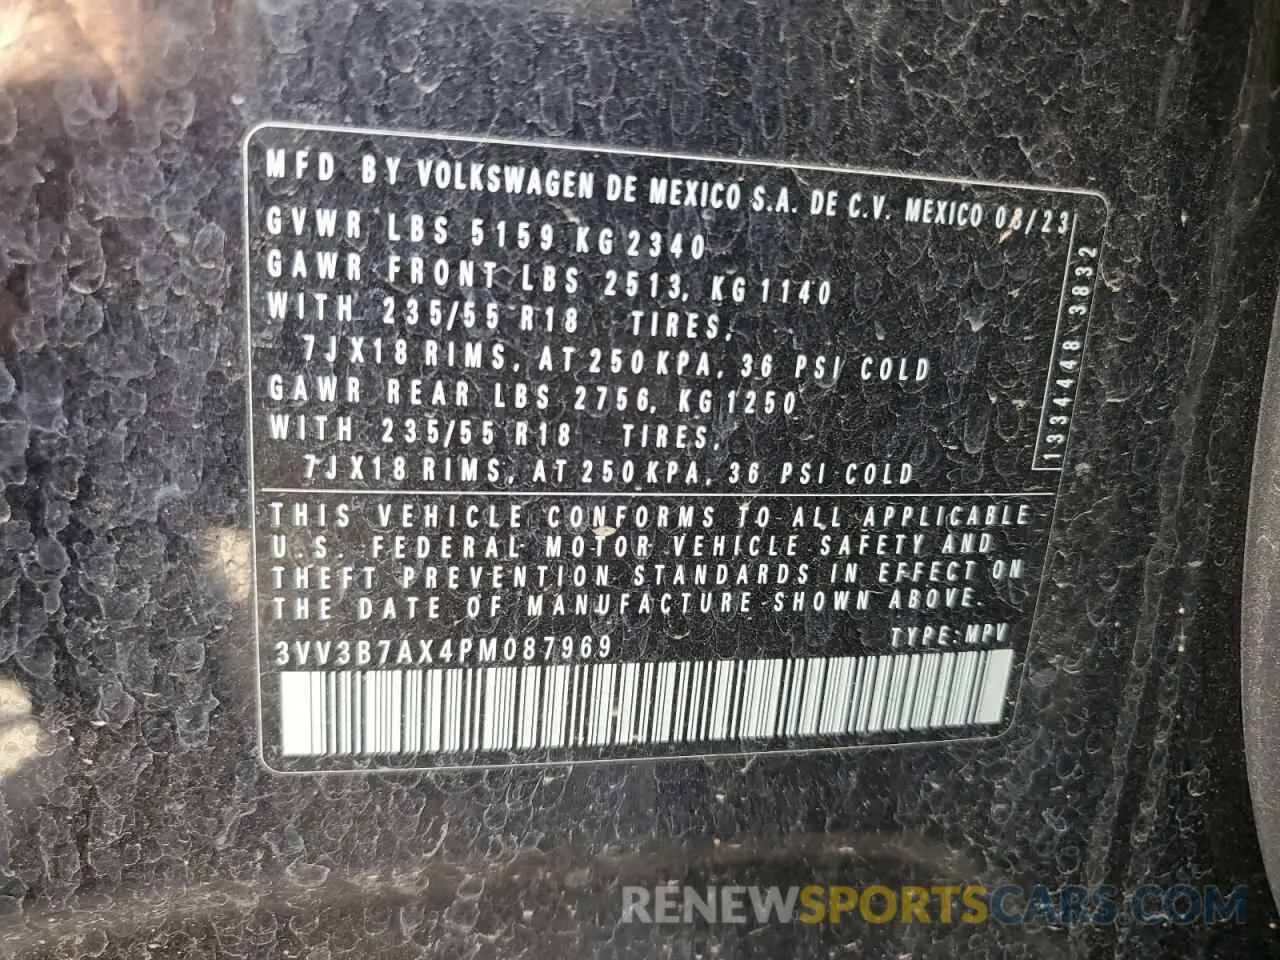 MFD BY VOLKSWAGEN DE MEXICO S.A. DE C.V. MEXICO 08/23
GVWR LBS 5159 KG 2340
GAWR FRONT LBS 2513, KG 1140
WITH 235/55 R18 TIRES,
7JX18 RIMS, AT 250 KPA, 36 PSI COLD
GAWR REAR LBS 2756, KG 1250
WITH 235/55 R18 TIRES,
7JX18 RIMS, AT 250 KPA, 36 PSI COLD
1334448 3832
THIS VEHICLE CONFORMS TO ALL APPLICABLE
U.S. FEDERAL MOTOR VEHICLE SAFETY AND
THEFT PREVENTION STANDARDS IN EFFECT ON
THE DATE OF MANUFACTURE SHOWN ABOVE.
3VV3B7AX4PM087969 TYPE:MPV
RENEWSPORTSCARS.COM